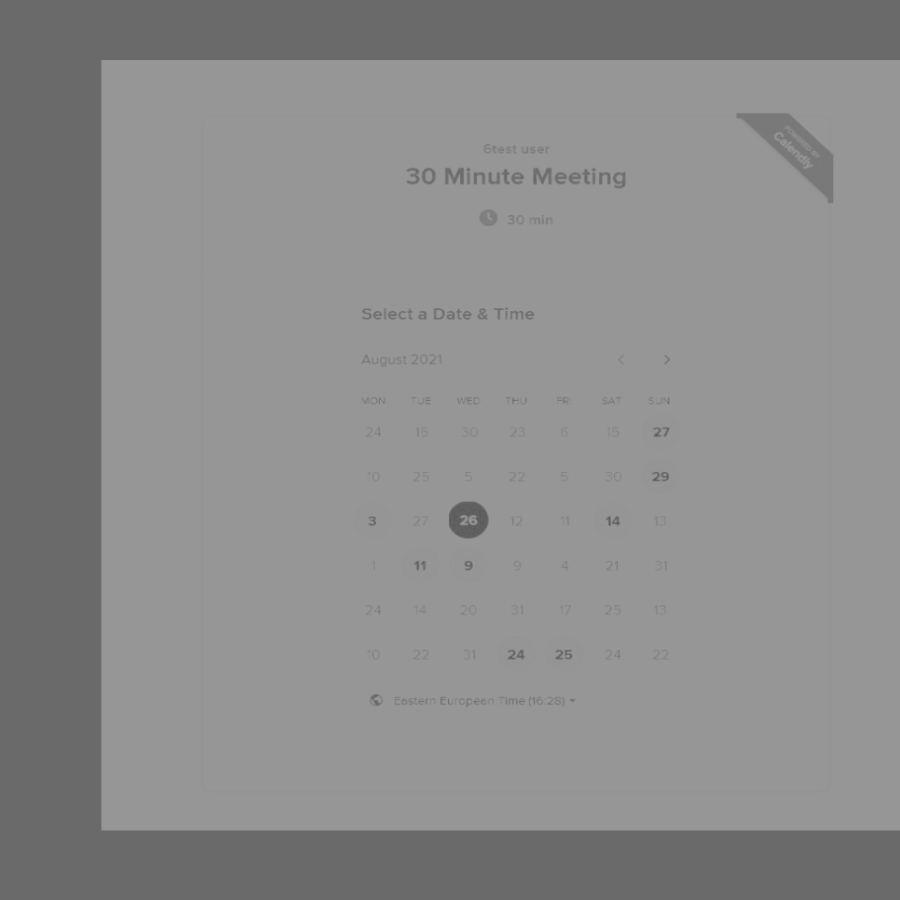 POWERED BY
Calendly
6test user
30 Minute Meeting
30 min
Select a Date & Time
August 2021
MON TUE WED THU FRI SAT SUN
24 16 30 23 6 15 27
10 25 5 22 5 30 29
3 27 26 12 11 14 13
1 11 9 9 4 21 31
24 14 20 31 17 25 13
10 22 31 24 25 24 22
Eastern European Time (16:28)